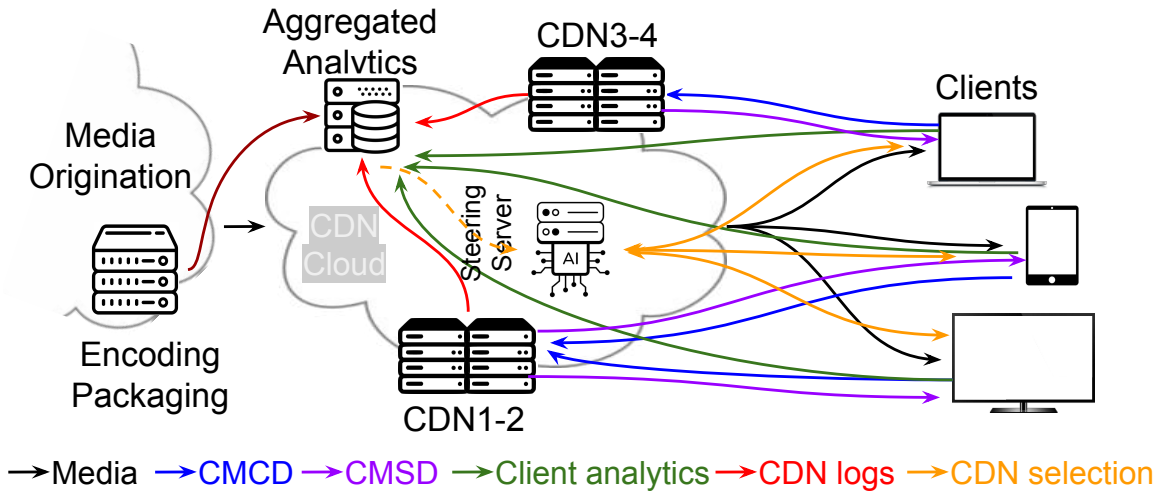 Aggregated
Analytics
CDN3-4
Clients
Media
Origination
CDN
Cloud
Steering
Server
AI
Encoding
Packaging
CDN1-2
Media
CMCD
CMSD
Client analytics
CDN logs
CDN selection